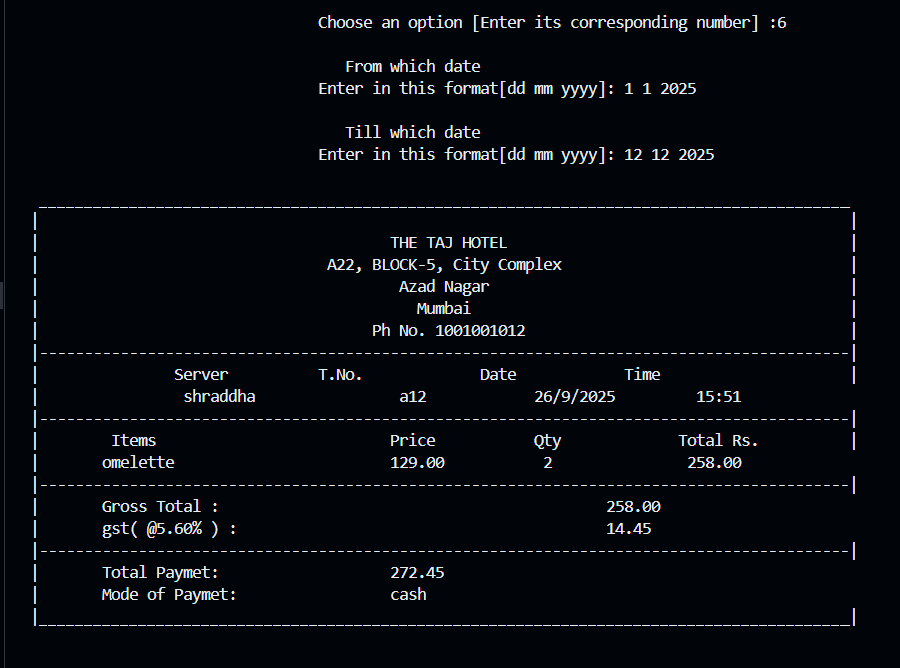 Choose an option [Enter its corresponding number] :6
From which date
Enter in this format[dd mm yyyy]: 1 1 2025
Till which date
Enter in this format[dd mm yyyy]: 12 12 2025
THE TAJ HOTEL
A22, BLOCK-5, City Complex
Azad Nagar
Mumbai
Ph No. 1001001012
Server T.No. Date Time
shraddha a12 26/9/2025 15:51
Items Price Qty Total Rs.
omelette 129.00 2 258.00
Gross Total : 258.00
gst( @5.60% ) : 14.45
Total Paymet: 272.45
Mode of Paymet: cash